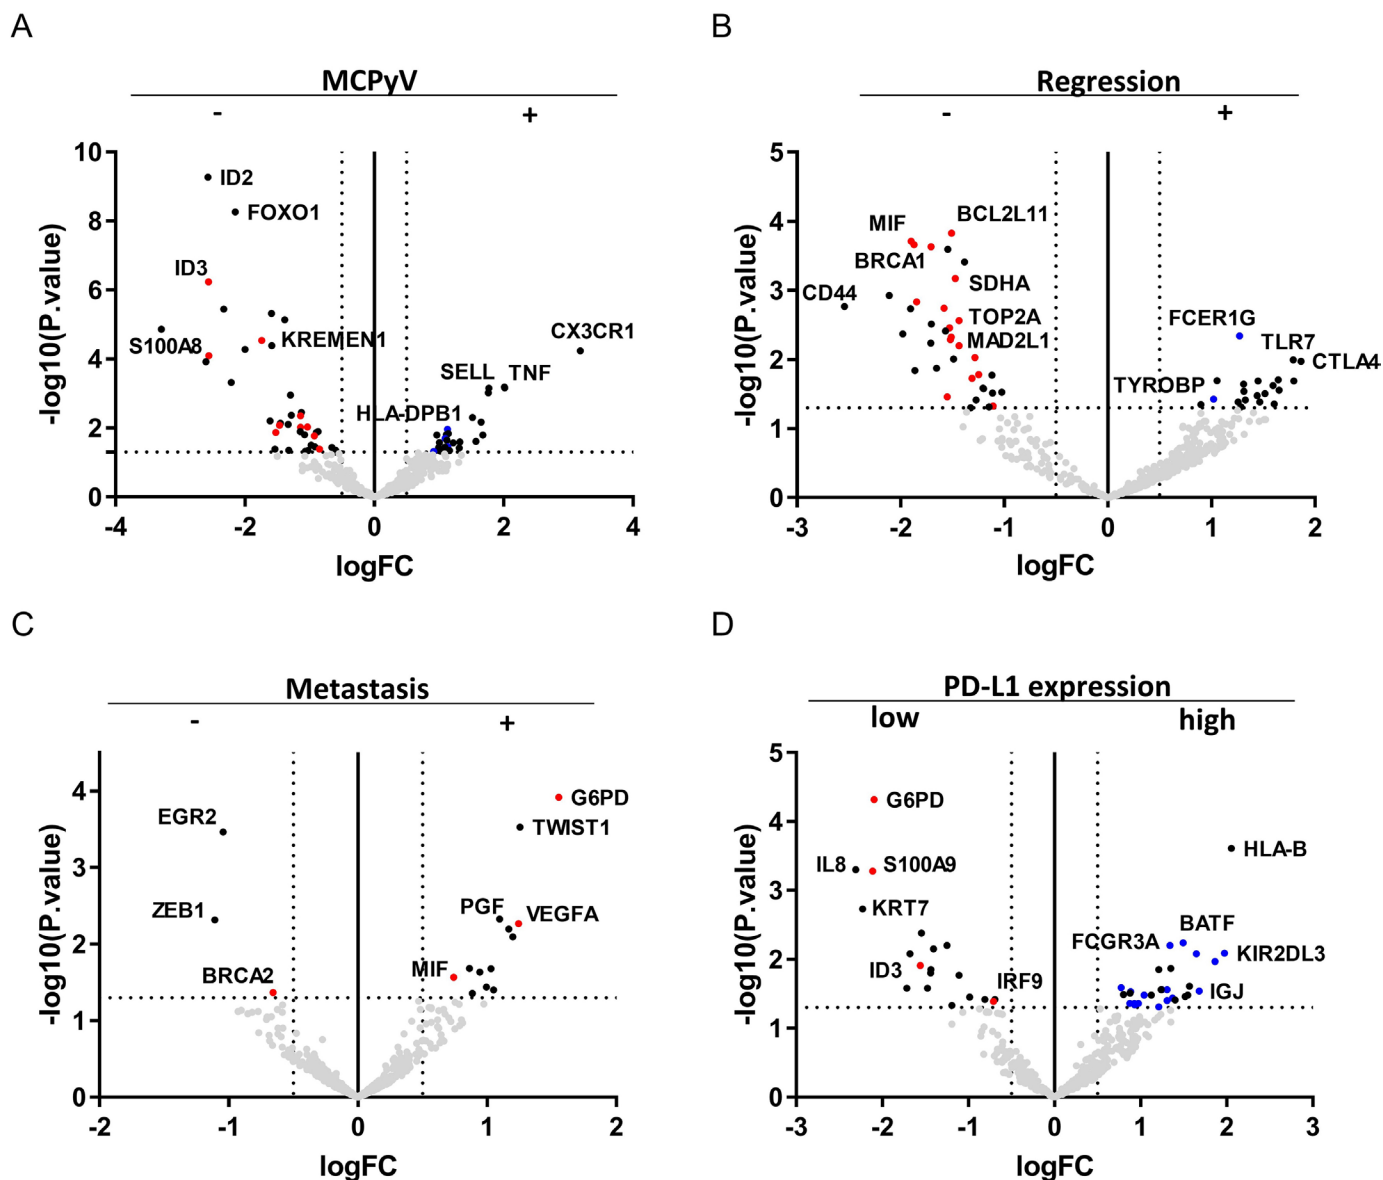 A
MCPyV
- +
10
8
6
4
2
0
-4 -2 0 2 4
-log10(P.value)
logFC
ID2
FOXO1
ID3
KREMEN1
S100A8
CX3CR1
SELL TNF
HLA-DPB1
B
Regression
- +
5
4
3
2
1
0
-3 -2 -1 0 1 2
-log10(P.value)
logFC
MIF
BCL2L11
BRCA1
SDHA
CD44
TOP2A
MAD2L1
FCER1G
TLR7
CTLA4
TYROBP
C
Metastasis
- +
4
3
2
1
0
-2 -1 0 1 2
-log10(P.value)
logFC
EGR2
ZEB1
BRCA2
G6PD
TWIST1
PGF
VEGFA
MIF
D
PD-L1 expression
low high
5
4
3
2
1
0
-3 -2 -1 0 1 2 3
-log10(P.value)
logFC
G6PD
IL8 S100A9
KRT7
ID3
IRF9
HLA-B
BATF
FCGR3A
KIR2DL3
IGJ